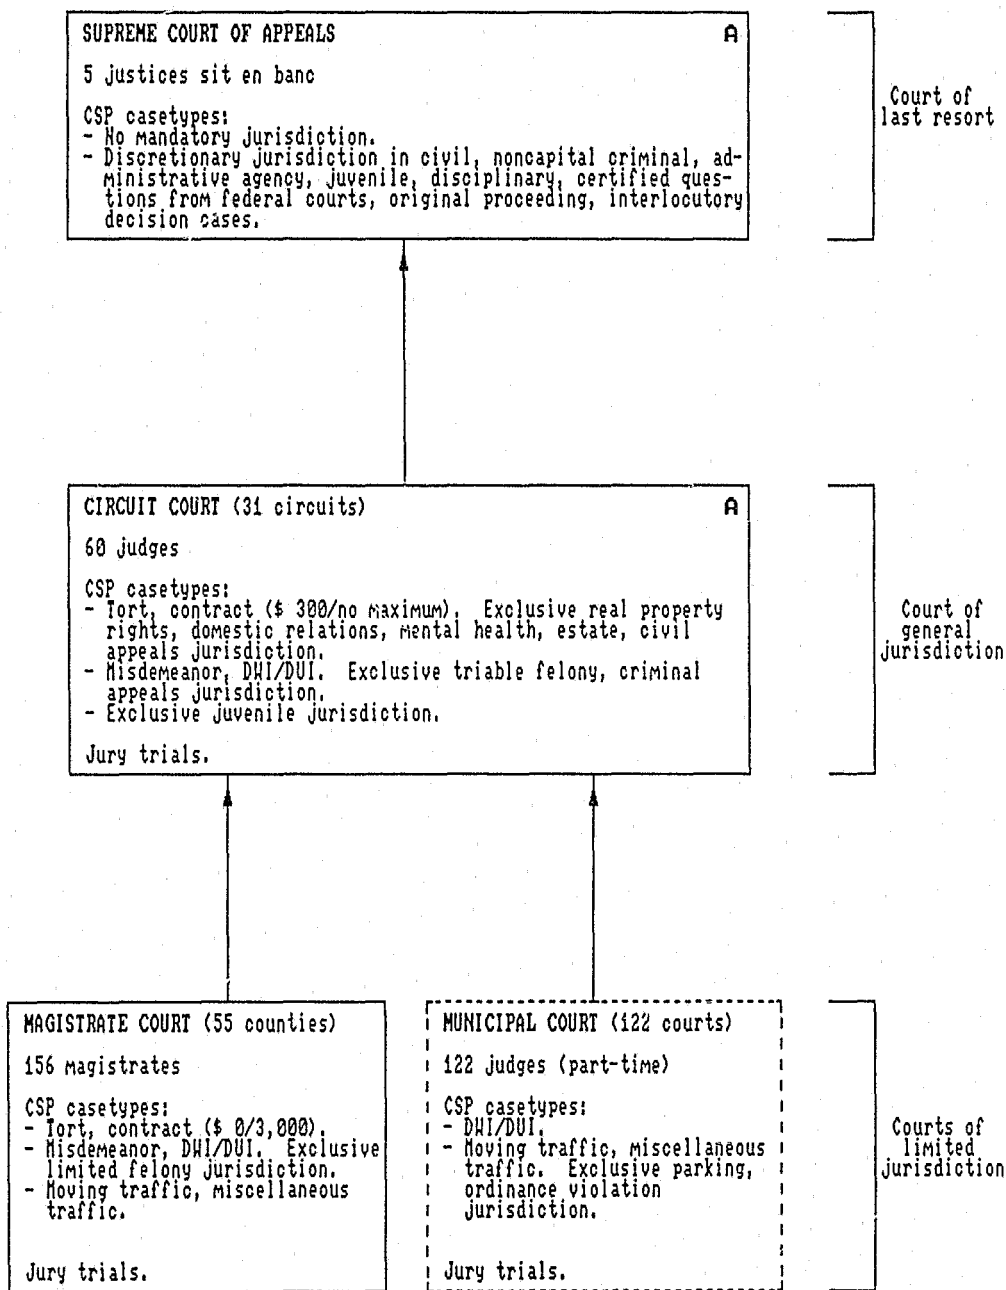 SUPREME COURT OF APPEALS A
5 justices sit en banc
CSP casetypes:
- No mandatory jurisdiction.
- Discretionary jurisdiction in civil, noncapital criminal, ad-
ministrative agency, juvenile, disciplinary, certified ques-
tions from federal courts, original proceeding, interlocutory
decision cases.
Court of
last resort
CIRCUIT COURT (31 circuits) A
60 judges
CSP casetypes:
- Tort, contract ($ 300/no maximum). Exclusive real property
rights, domestic relations, mental health, estate, civil
appeals jurisdiction.
- Misdemeanor, DWI/DUI. Exclusive triable felony, criminal
appeals jurisdiction.
- Exclusive juvenile jurisdiction.
Jury trials.
Court of
general
jurisdiction
MAGISTRATE COURT (55 counties)
156 magistrates
CSP casetypes:
- Tort, contract ($ 0/3,000).
- Misdemeanor, DWI/DUI. Exclusive
limited felony jurisdiction.
- Moving traffic, miscellaneous
traffic.
Jury trials.
MUNICIPAL COURT (122 courts)
122 judges (part-time)
CSP casetypes:
- DWI/DUI.
- Moving traffic, miscellaneous
traffic. Exclusive parking,
ordinance violation
jurisdiction.
Jury trials.
Courts of
limited
jurisdiction